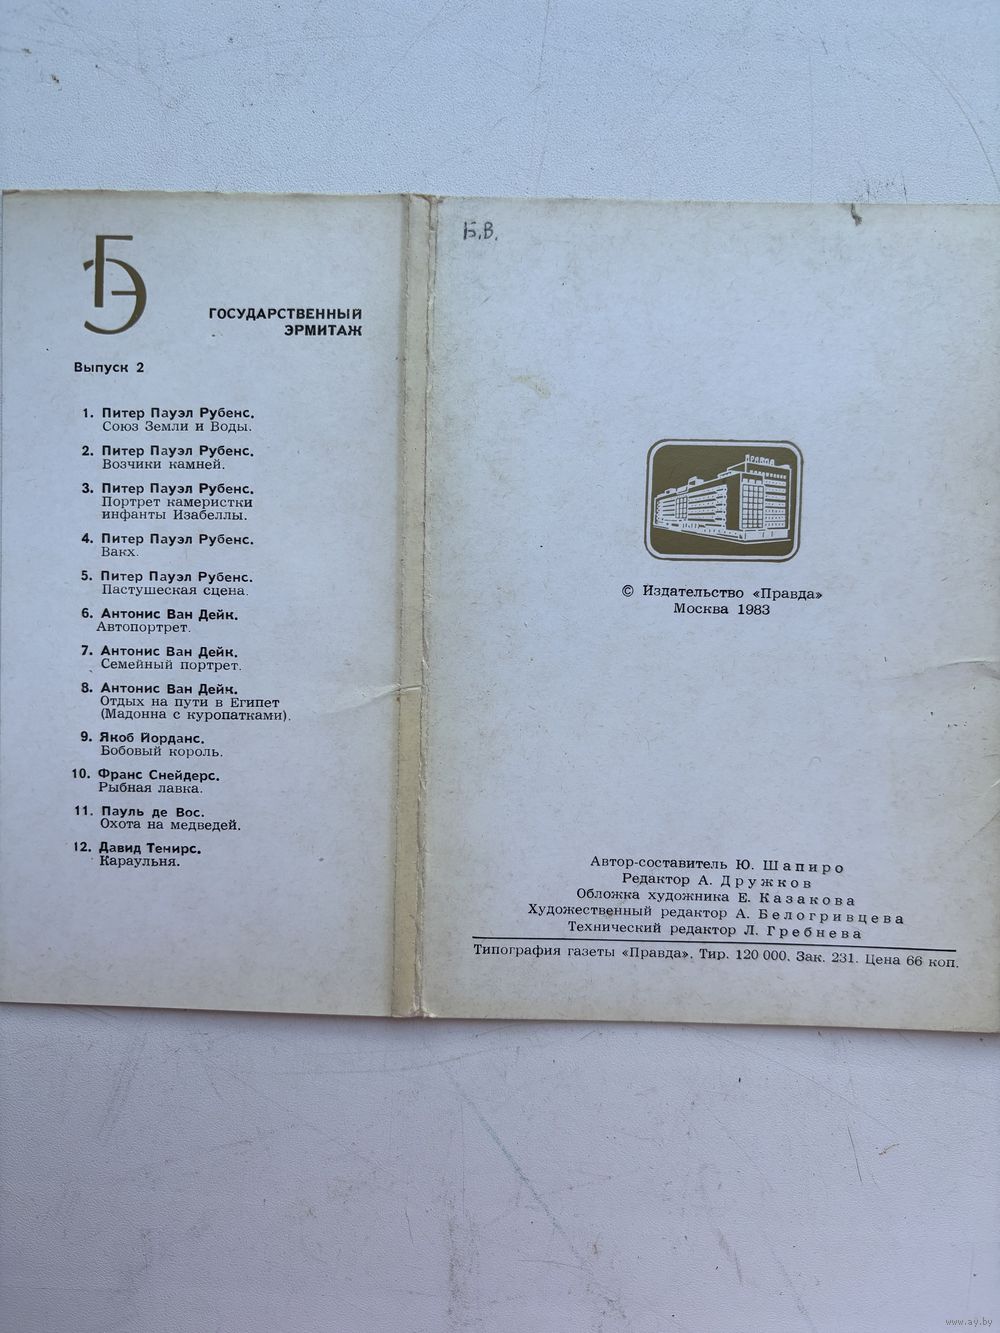 БЭ
ГОСУДАРСТВЕННЫЙ
ЭРМИТАЖ
Выпуск 2
1. Питер Пауэл Рубенс.
Союз Земли и Воды.
2. Питер Пауэл Рубенс.
Возчики камней.
3. Питер Пауэл Рубенс.
Портрет камеристки
инфанты Изабеллы.
4. Питер Пауэл Рубенс.
Вакх.
5. Питер Пауэл Рубенс.
Пастушеская сцена.
6. Антонис Ван Дейк.
Автопортрет.
7. Антонис Ван Дейк.
Семейный портрет.
8. Антонис Ван Дейк.
Отдых на пути в Египет
(Мадонна с куропатками).
9. Якоб Йорданс.
Бобовый король.
10. Франс Снейдерс.
Рыбная лавка.
11. Пауль де Вос.
Охота на медведей.
12. Давид Тенирс.
Караульня.
Б.В.
ПРАВДА
© Издательство «Правда»
Москва 1983
Автор-составитель Ю. Шапиро
Редактор А. Дружков
Обложка художника Е. Казакова
Художественный редактор А. Белогривцева
Технический редактор Л. Гребнева
Типография газеты «Правда». Тир. 120 000. Зак. 231. Цена 66 коп.
www.ay.by